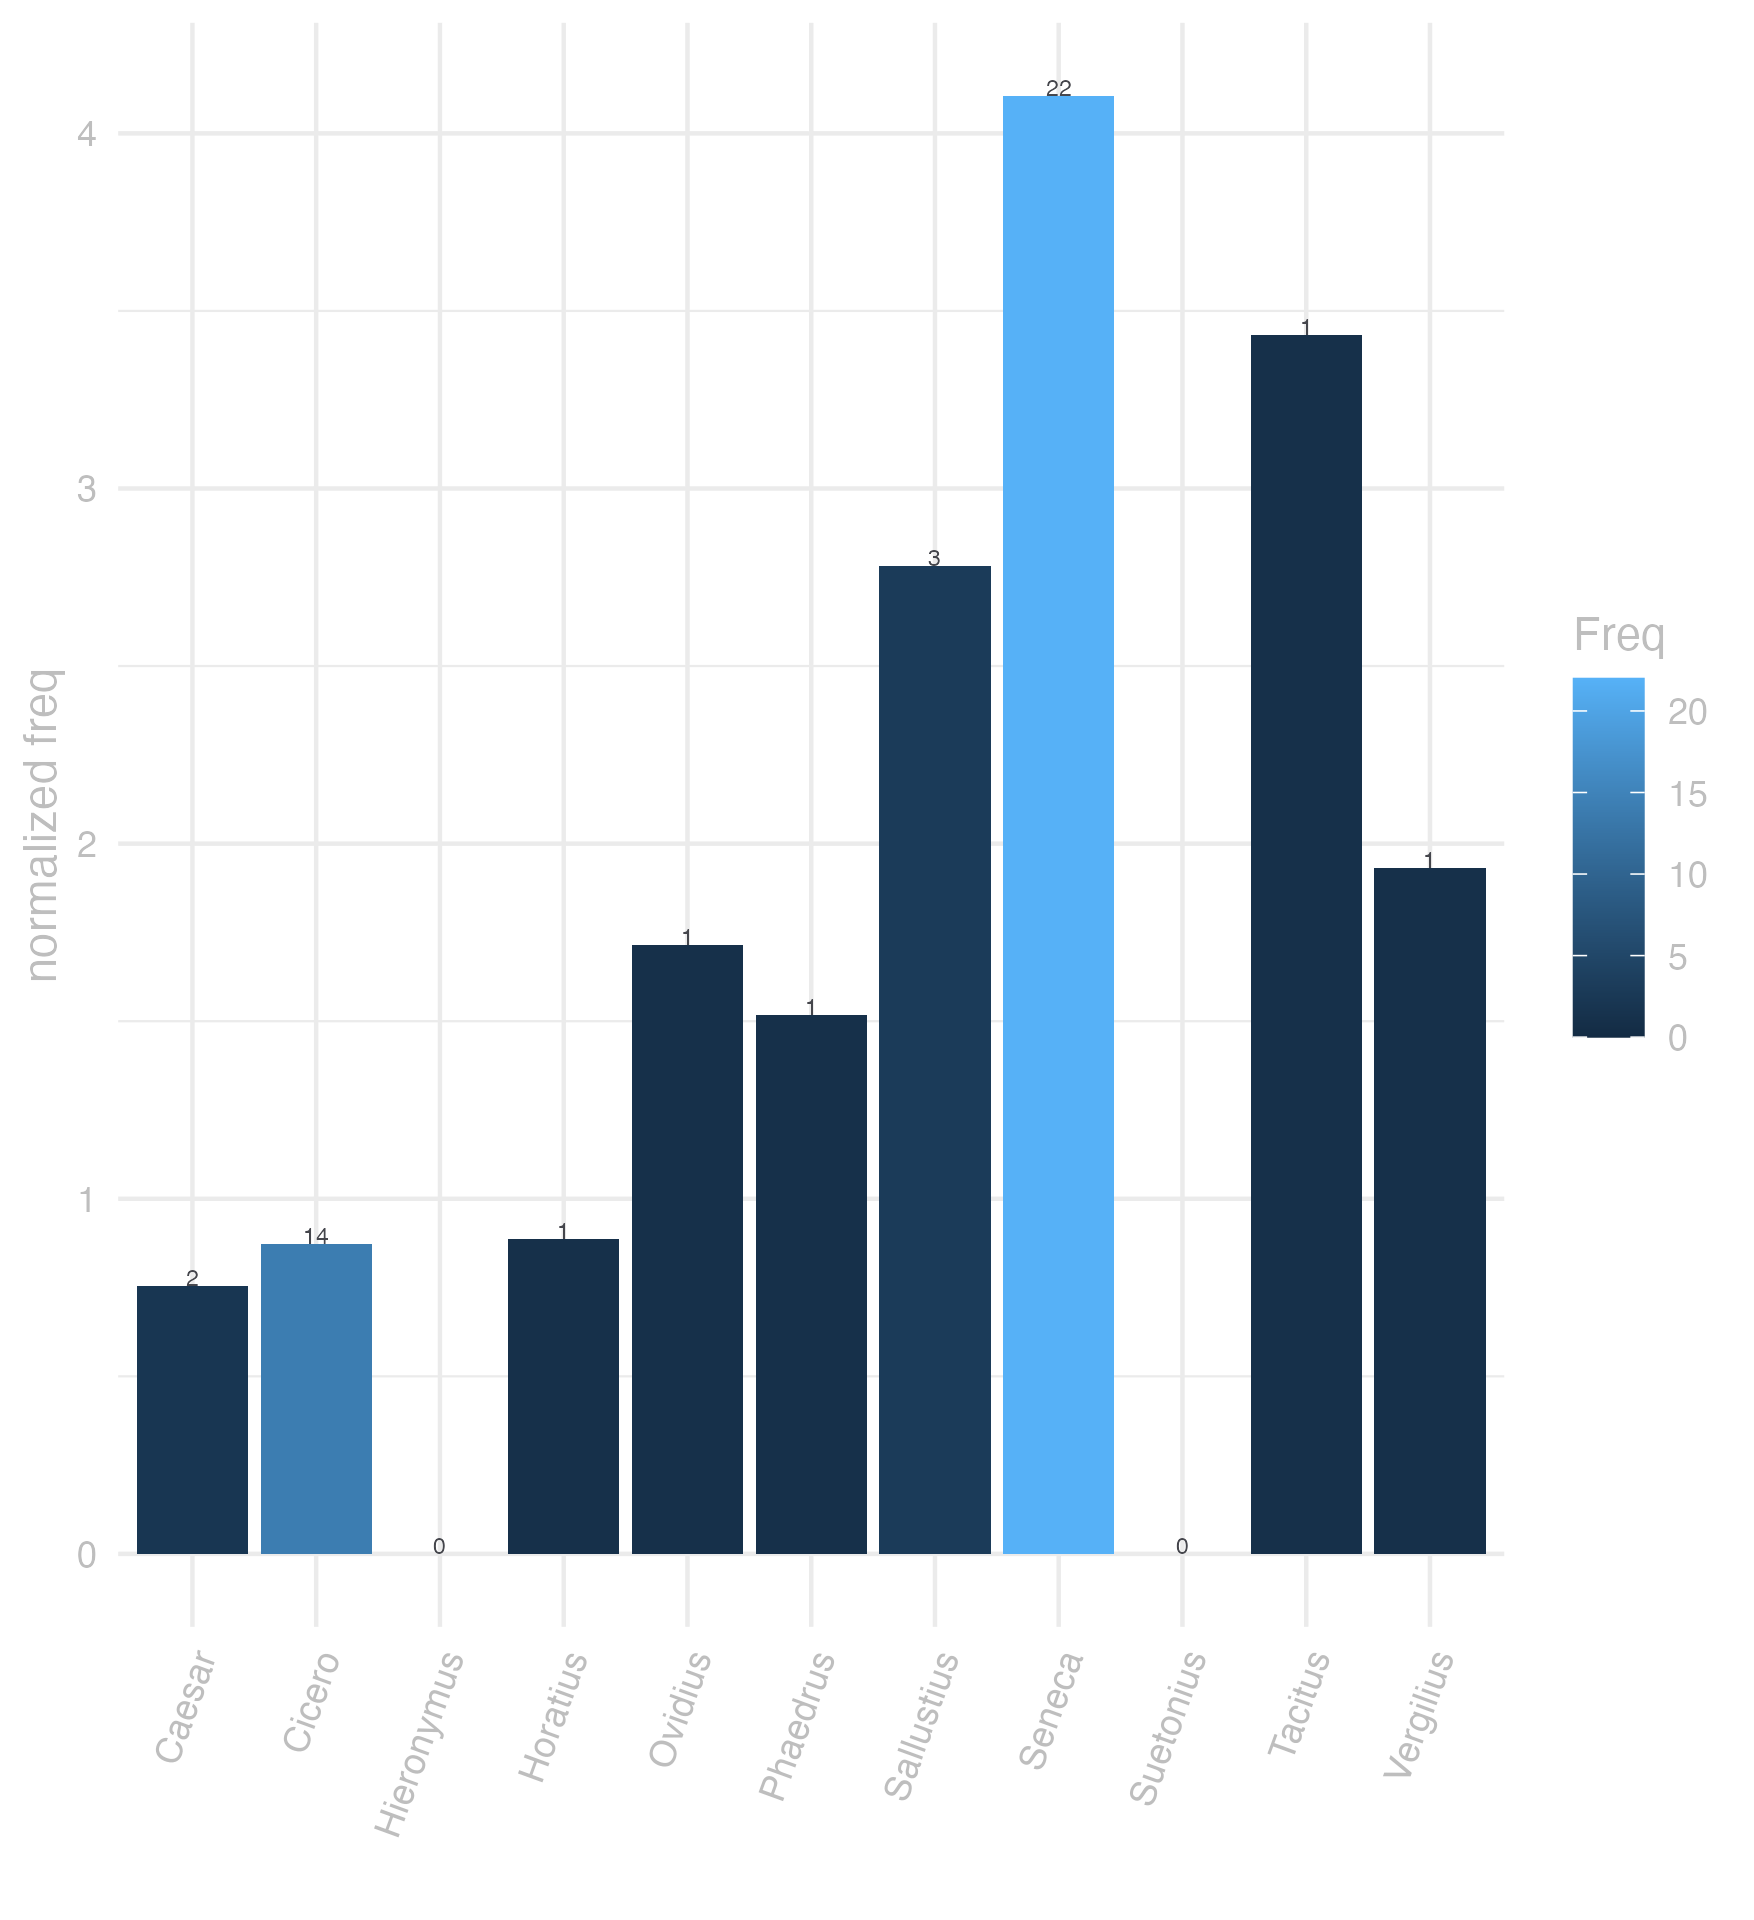 normalized freq
4
3
2
1
0
2
14
0
1
1
1
3
22
0
1
1
Caesar
Cicero
Hieronymus
Horatius
Ovidius
Phaedrus
Sallustius
Seneca
Suetonius
Tacitus
Vergilius
Freq
20
15
10
5
0